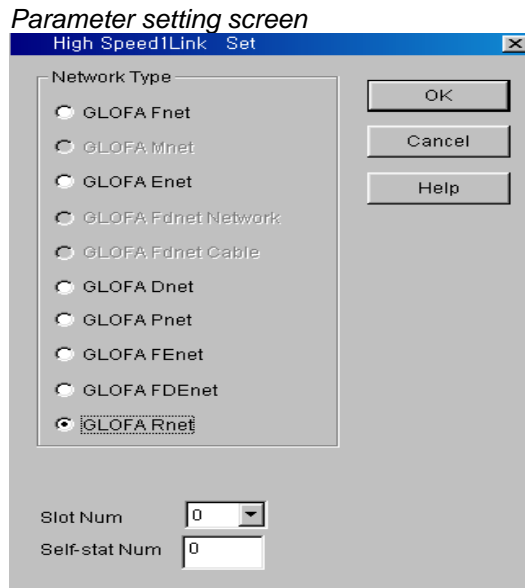 Parameter setting screen
High Speed1Link Set
Network Type
GLOFA Fnet
GLOFA Mnet
GLOFA Enet
GLOFA Fdnet Network
GLOFA Fdnet Cable
GLOFA Dnet
GLOFA Pnet
GLOFA FEnet
GLOFA FDEnet
GLOFA Rnet
OK
Cancel
Help
Slot Num 0
Self-stat Num 0